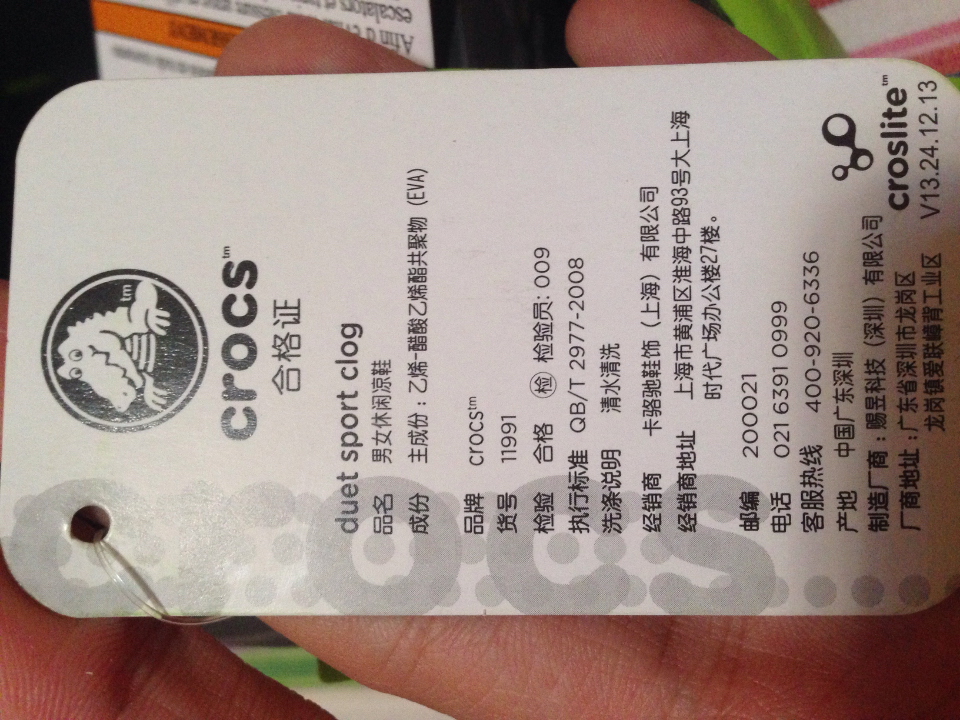 crocs™
合格证
duet sport clog
品名 男女休闲凉鞋
成份 主成份：乙烯-醋酸乙烯酯共聚物（EVA）
品牌 crocs™
货号 11991
检验 合格 检 检验员: 009
执行标准 QB/T 2977-2008
洗涤说明 清水清洗
经销商 卡骆驰鞋饰（上海）有限公司
经销商地址 上海市黄浦区淮海中路93号大上海
时代广场办公楼27楼。
邮编 200021
电话 021 6391 0999
客服热线 400-920-6336
产地 中国广东深圳
制造厂商：赐昱科技（深圳）有限公司
厂商地址：广东省深圳市龙岗区
龙岗镇爱联嶂背工业区
croslite™
V13.24.12.13
Afin d'é
escalators et